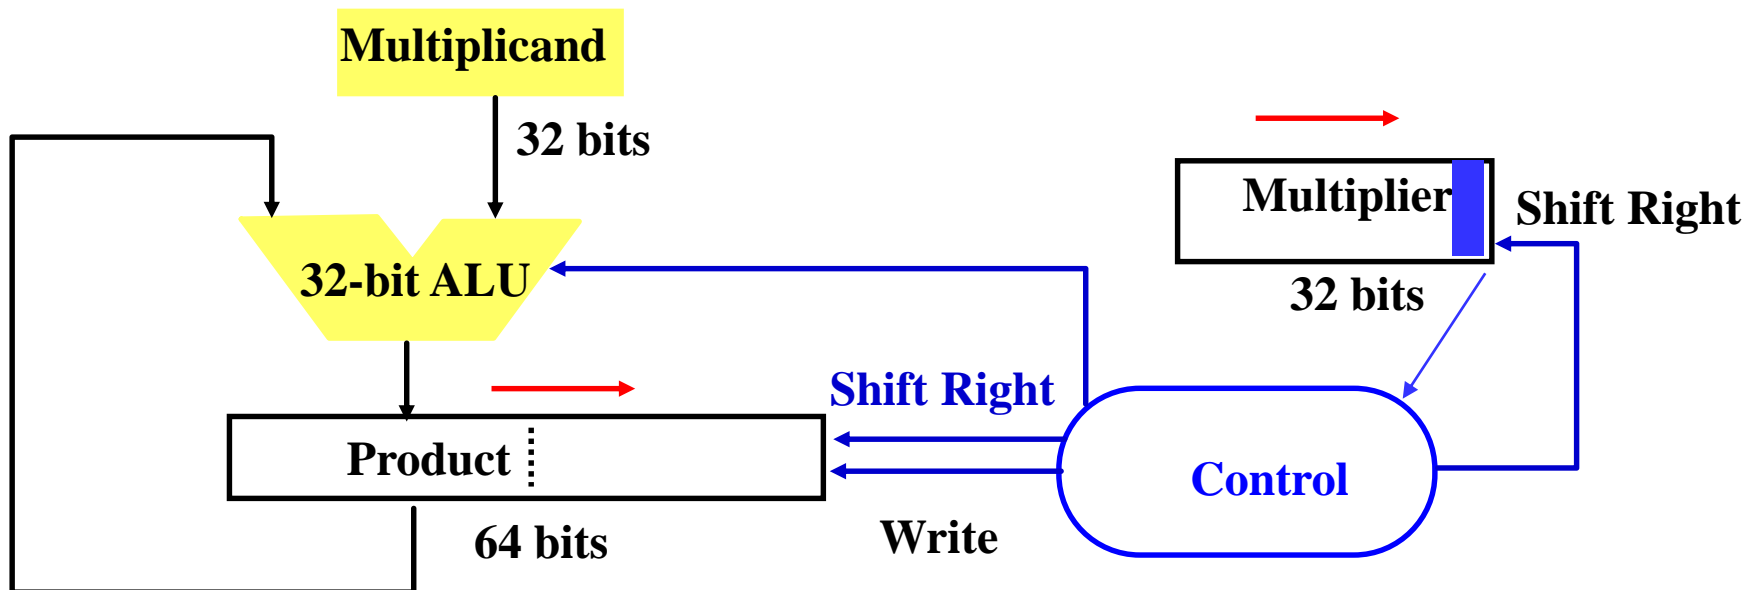 Multiplicand
32 bits
Multiplier
Shift Right
32-bit ALU
32 bits
Shift Right
Product
Control
64 bits
Write